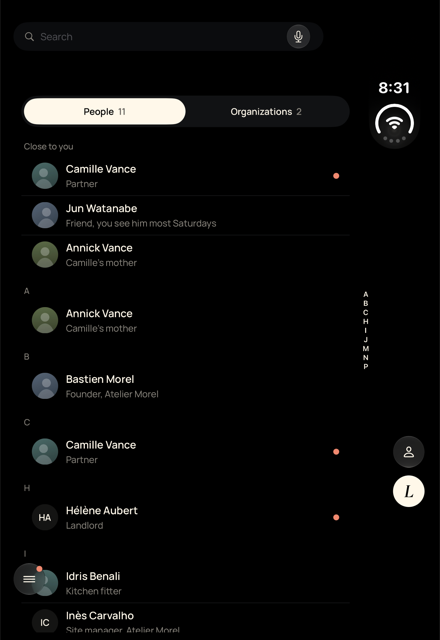 Search
8:31
People 11
Organizations 2
Close to you
Camille Vance
Partner
Jun Watanabe
Friend, you see him most Saturdays
Annick Vance
Camille's mother
A
Annick Vance
Camille's mother
B
Bastien Morel
Founder, Atelier Morel
C
Camille Vance
Partner
H
HA
Hélène Aubert
Landlord
I
Idris Benali
Kitchen fitter
IC
Inès Carvalho
Site manager, Atelier Morel
A
B
C
H
I
J
M
N
P
L